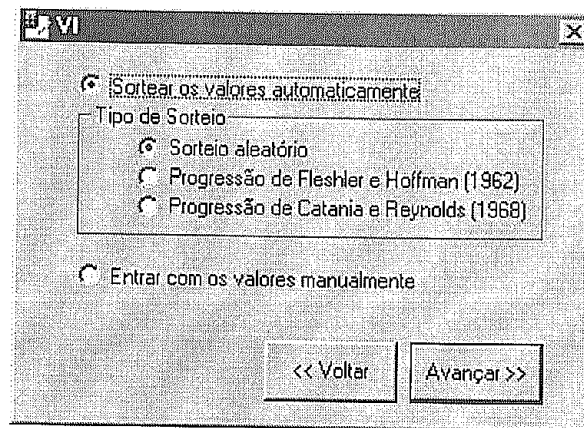 VI
Sortear os valores automaticamente
Tipo de Sorteio
Sorteio aleatório
Progressão de Fleshler e Hoffman (1962)
Progressão de Catania e Reynolds (1968)
Entrar com os valores manualmente
<< Voltar
Avançar >>